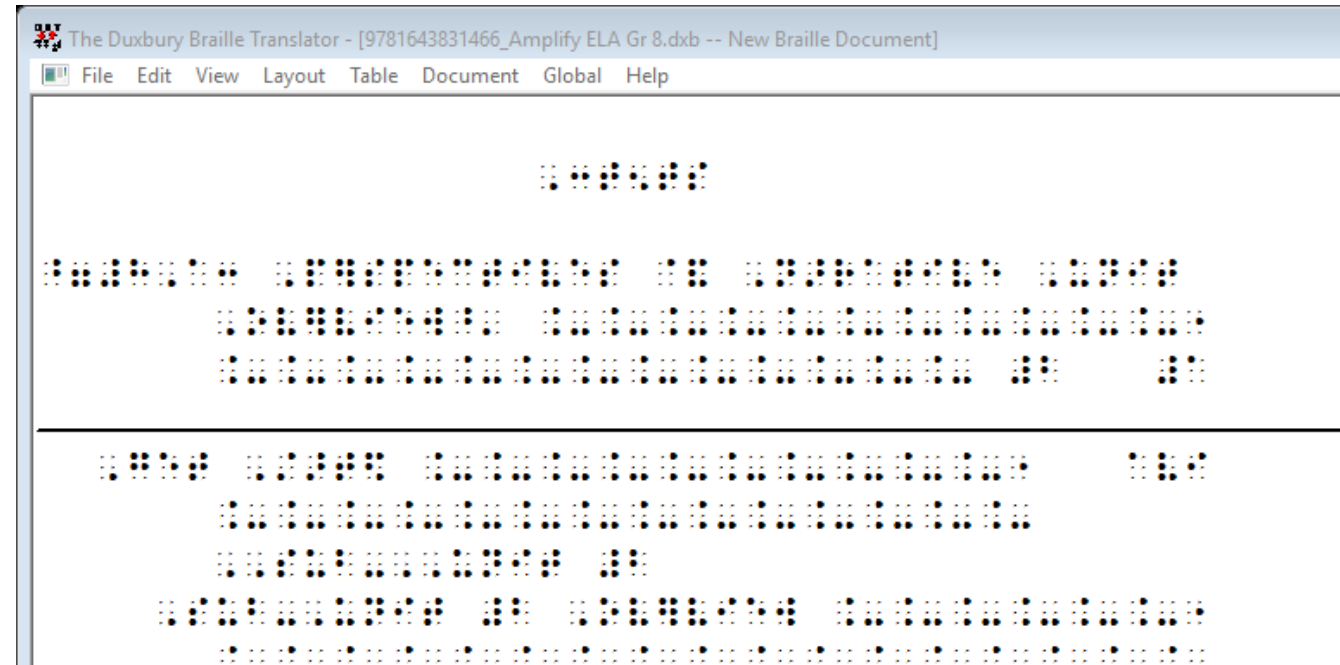 The Duxbury Braille Translator - [9781643831466_Amplify ELA Gr 8.dxb -- New Braille Document]
File Edit View Layout Table Document Global Help
⠠⠒⠞⠢⠞⠎
⠘⠶⠼⠓⠠⠁⠒ ⠠⠏⠻⠎⠏⠑⠉⠞⠊⠧⠑⠎ ⠈⠯ ⠠⠝⠜⠗⠁⠞⠊⠧⠑ ⠠⠥⠝⠊⠞
⠠⠕⠧⠻⠧⠊⠑⠺⠘⠄ ⠨⠤⠨⠤⠨⠤⠨⠤⠨⠤⠨⠤⠨⠤⠨⠤⠨⠤⠨⠤⠨⠤⠐
⠨⠤⠨⠤⠨⠤⠨⠤⠨⠤⠨⠤⠨⠤⠨⠤⠨⠤⠨⠤⠨⠤⠨⠤⠨⠤ ⠼⠃ ⠼⠁
⠠⠛⠑⠞ ⠠⠌⠜⠞⠫ ⠨⠤⠨⠤⠨⠤⠨⠤⠨⠤⠨⠤⠨⠤⠨⠤⠨⠤⠨⠤⠐ ⠁⠧⠊
⠨⠤⠨⠤⠨⠤⠨⠤⠨⠤⠨⠤⠨⠤⠨⠤⠨⠤⠨⠤⠨⠤⠨⠤⠨⠤⠨⠤
⠠⠠⠎⠥⠃⠤⠠⠠⠥⠝⠊⠞ ⠼⠃
⠠⠎⠥⠃⠤⠠⠥⠝⠊⠞ ⠼⠃ ⠠⠕⠧⠻⠧⠊⠑⠺ ⠨⠤⠨⠤⠨⠤⠨⠤⠨⠤⠨⠤⠐